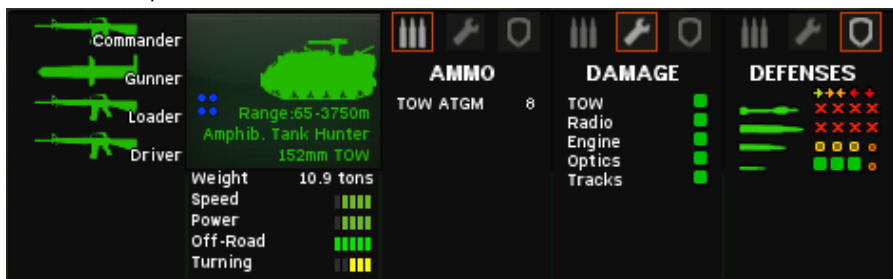 Commander
Gunner
Loader
Driver
Range:65-3750m
Amphib. Tank Hunter
152mm TOW
Weight 10.9 tons
Speed
Power
Off-Road
Turning
AMMO
TOW ATGM 8
DAMAGE
TOW
Radio
Engine
Optics
Tracks
DEFENSES